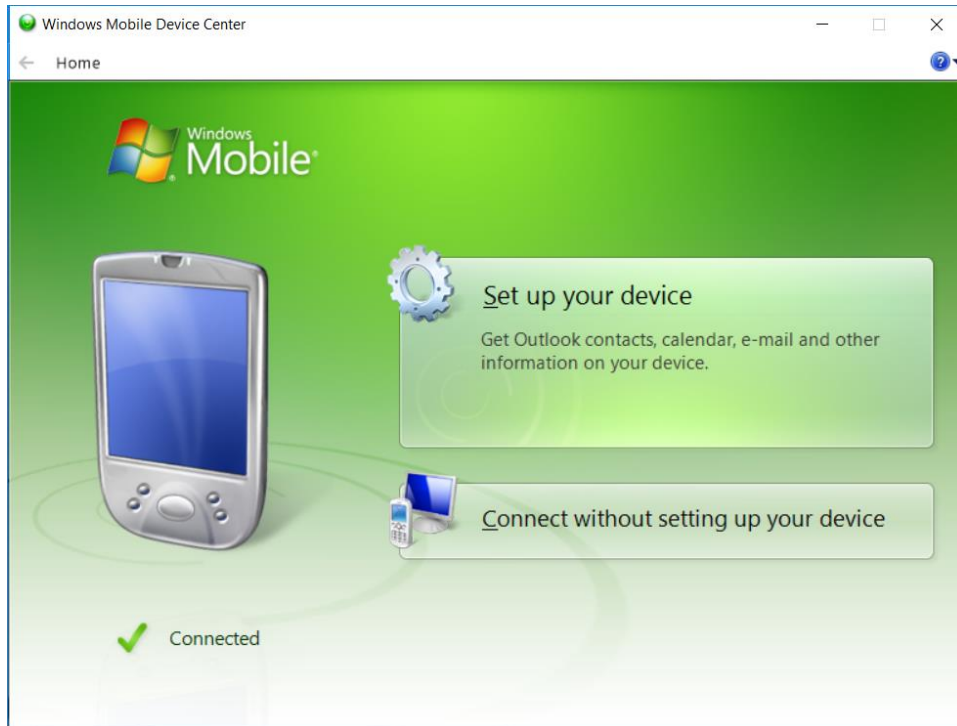 Windows Mobile Device Center
Home
Windows
Mobile®
Set up your device
Get Outlook contacts, calendar, e-mail and other
information on your device.
Connect without setting up your device
Connected